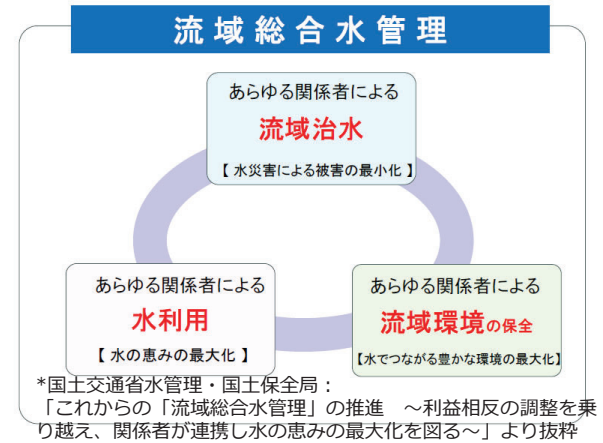 流域総合水管理
あらゆる関係者による
流域治水
【 水災害による被害の最小化 】
あらゆる関係者による
水利用
【 水の恵みの最大化 】
あらゆる関係者による
流域環境の保全
【水でつながる豊かな環境の最大化】
*国土交通省水管理・国土保全局：
「これからの「流域総合水管理」の推進　～利益相反の調整を乗
り越え、関係者が連携し水の恵みの最大化を図る～」より抜粋